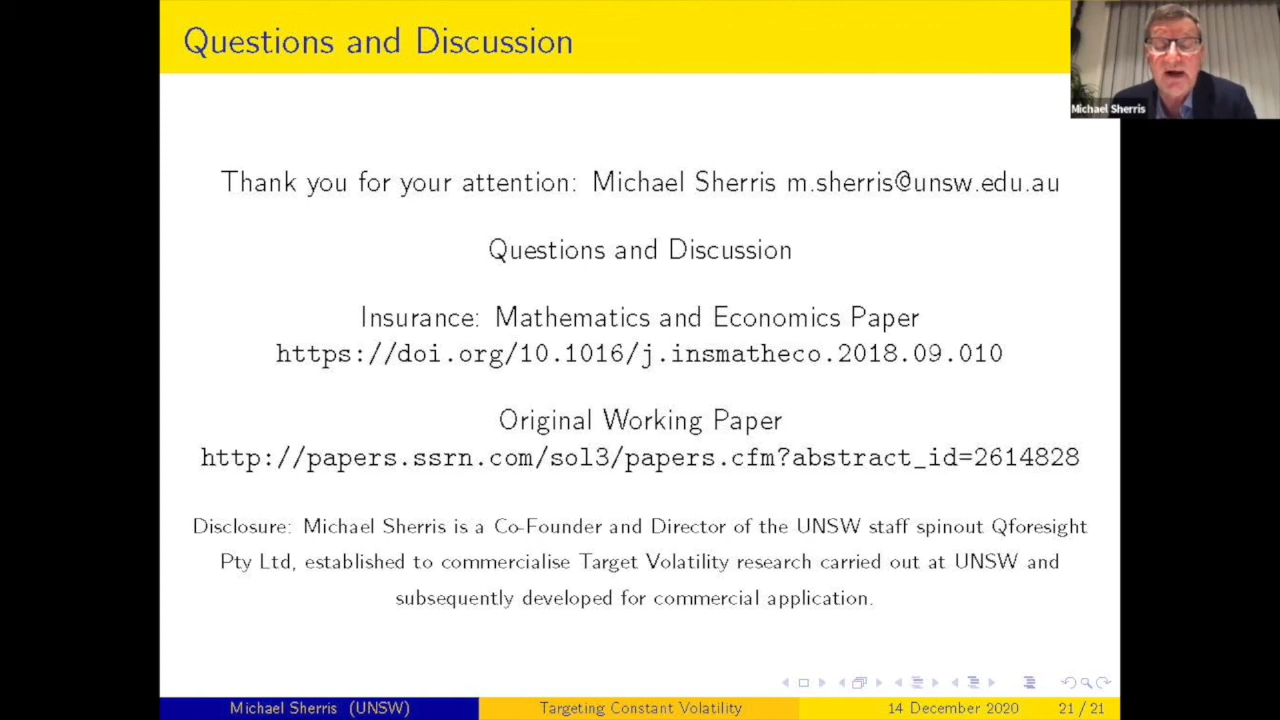 Questions and Discussion
Michael Sherris
Thank you for your attention: Michael Sherris m.sherris@unsw.edu.au
Questions and Discussion
Insurance: Mathematics and Economics Paper
https://doi.org/10.1016/j.insmatheco.2018.09.010
Original Working Paper
http://papers.ssrn.com/sol3/papers.cfm?abstract_id=2614828
Disclosure: Michael Sherris is a Co-Founder and Director of the UNSW staff spinout Qforesight
Pty Ltd, established to commercialise Target Volatility research carried out at UNSW and
subsequently developed for commercial application.
Michael Sherris (UNSW) Targeting Constant Volatility 14 December 2020 21 / 21